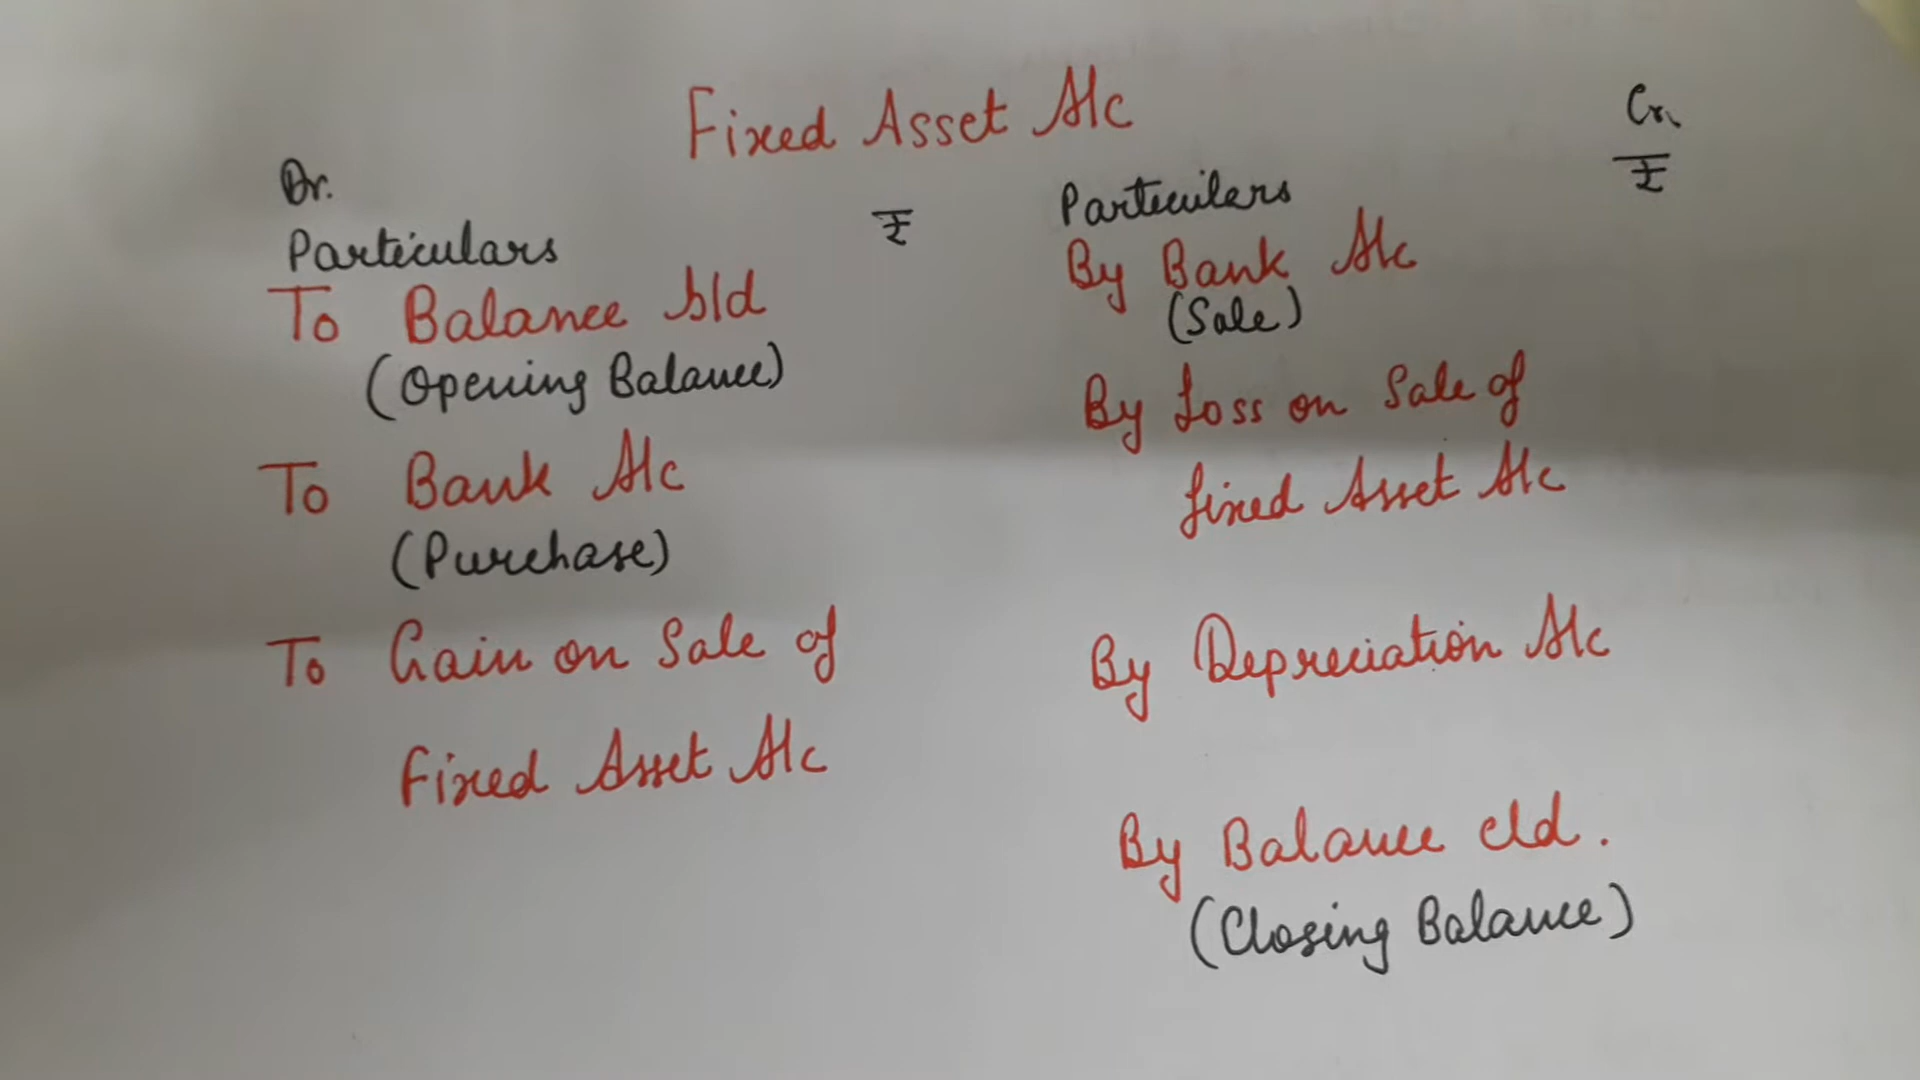 Fixed Asset A/c
Dr.
Cr.
Particulars
₹
Particulars
₹
To Balance b/d
(Opening Balance)
To Bank A/c
(Purchase)
To Gain on Sale of
Fixed Asset A/c
By Bank A/c
(Sale)
By Loss on Sale of
fixed Asset A/c
By Depreciation A/c
By Balance c/d.
(Closing Balance)